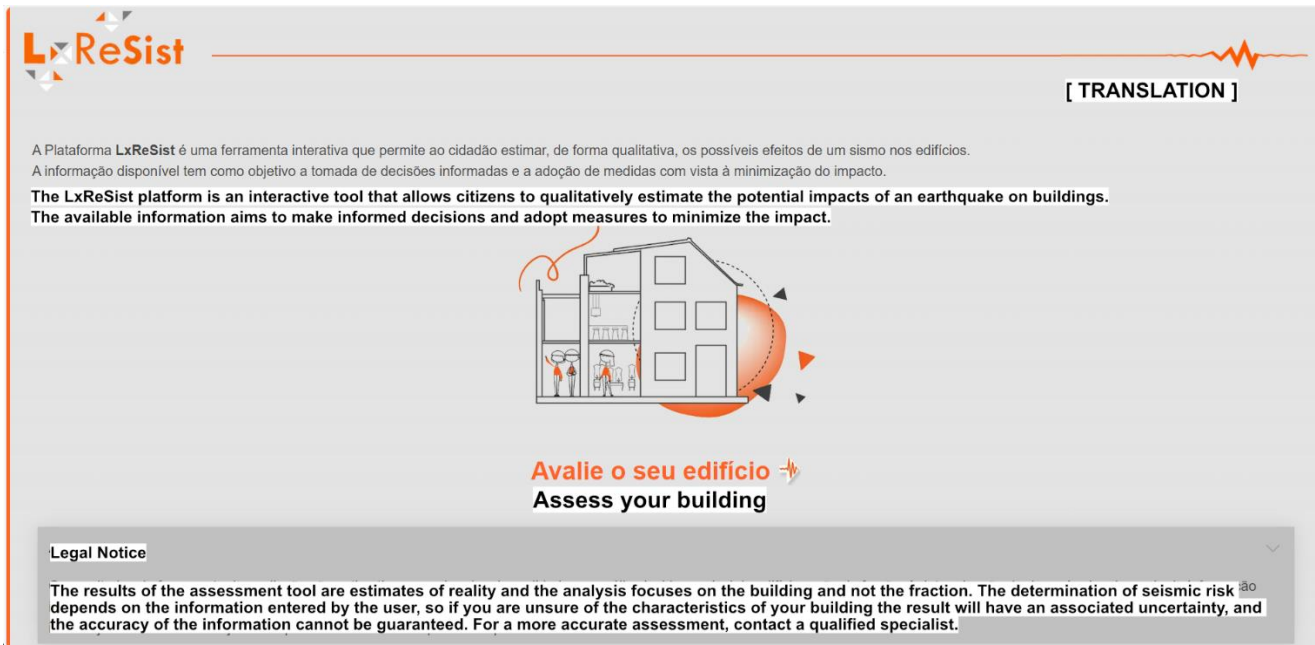 LxReSist
[ TRANSLATION ]
A Plataforma LxReSist é uma ferramenta interativa que permite ao cidadão estimar, de forma qualitativa, os possíveis efeitos de um sismo nos edifícios.
A informação disponível tem como objetivo a tomada de decisões informadas e a adoção de medidas com vista à minimização do impacto.
The LxReSist platform is an interactive tool that allows citizens to qualitatively estimate the potential impacts of an earthquake on buildings.
The available information aims to make informed decisions and adopt measures to minimize the impact.
Avalie o seu edifício
Assess your building
Legal Notice
The results of the assessment tool are estimates of reality and the analysis focuses on the building and not the fraction. The determination of seismic risk
depends on the information entered by the user, so if you are unsure of the characteristics of your building the result will have an associated uncertainty, and
the accuracy of the information cannot be guaranteed. For a more accurate assessment, contact a qualified specialist.